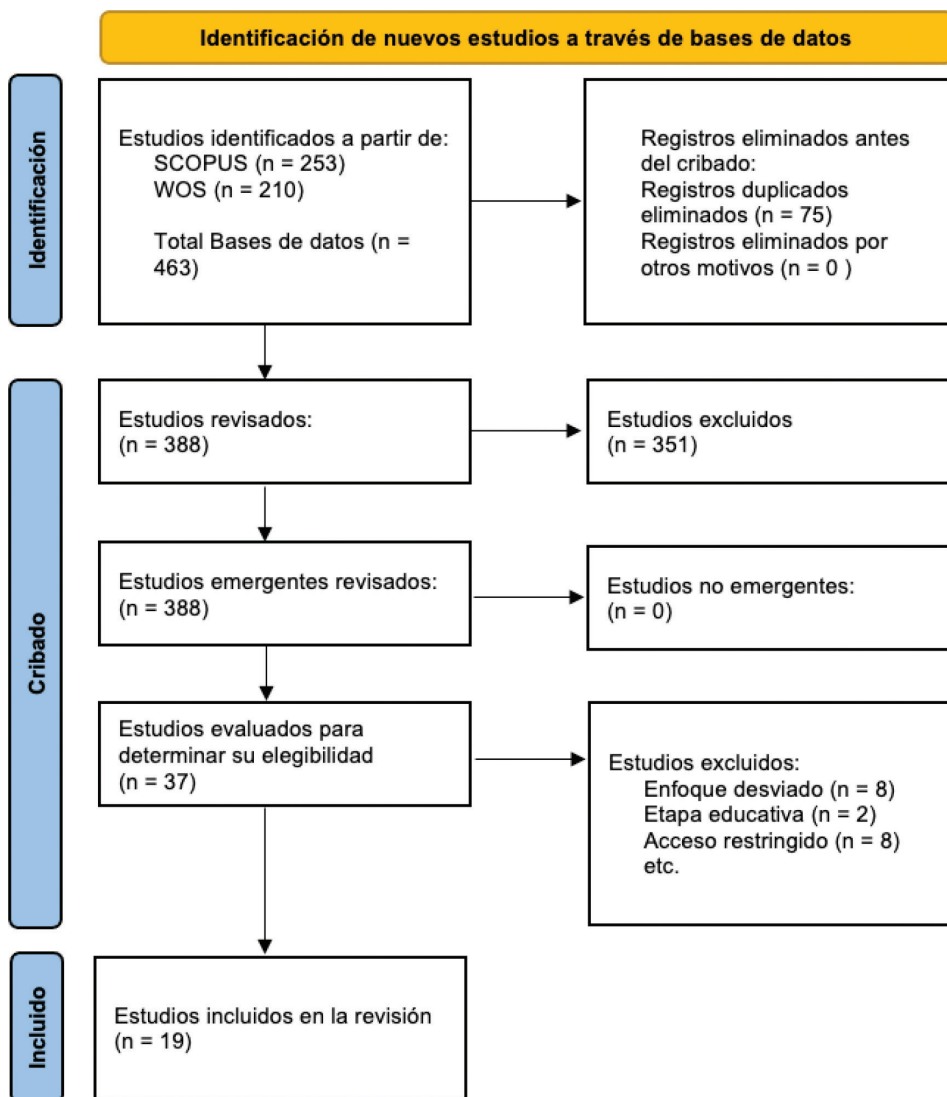 Identificación de nuevos estudios a través de bases de datos
Identificación
Estudios identificados a partir de:
SCOPUS (n = 253)
WOS (n = 210)
Total Bases de datos (n =
463)
Registros eliminados antes
del cribado:
Registros duplicados
eliminados (n = 75)
Registros eliminados por
otros motivos (n = 0 )
Cribado
Estudios revisados:
(n = 388)
Estudios excluidos
(n = 351)
Estudios emergentes revisados:
(n = 388)
Estudios no emergentes:
(n = 0)
Estudios evaluados para
determinar su elegibilidad
(n = 37)
Estudios excluidos:
Enfoque desviado (n = 8)
Etapa educativa (n = 2)
Acceso restringido (n = 8)
etc.
Incluido
Estudios incluidos en la revisión
(n = 19)